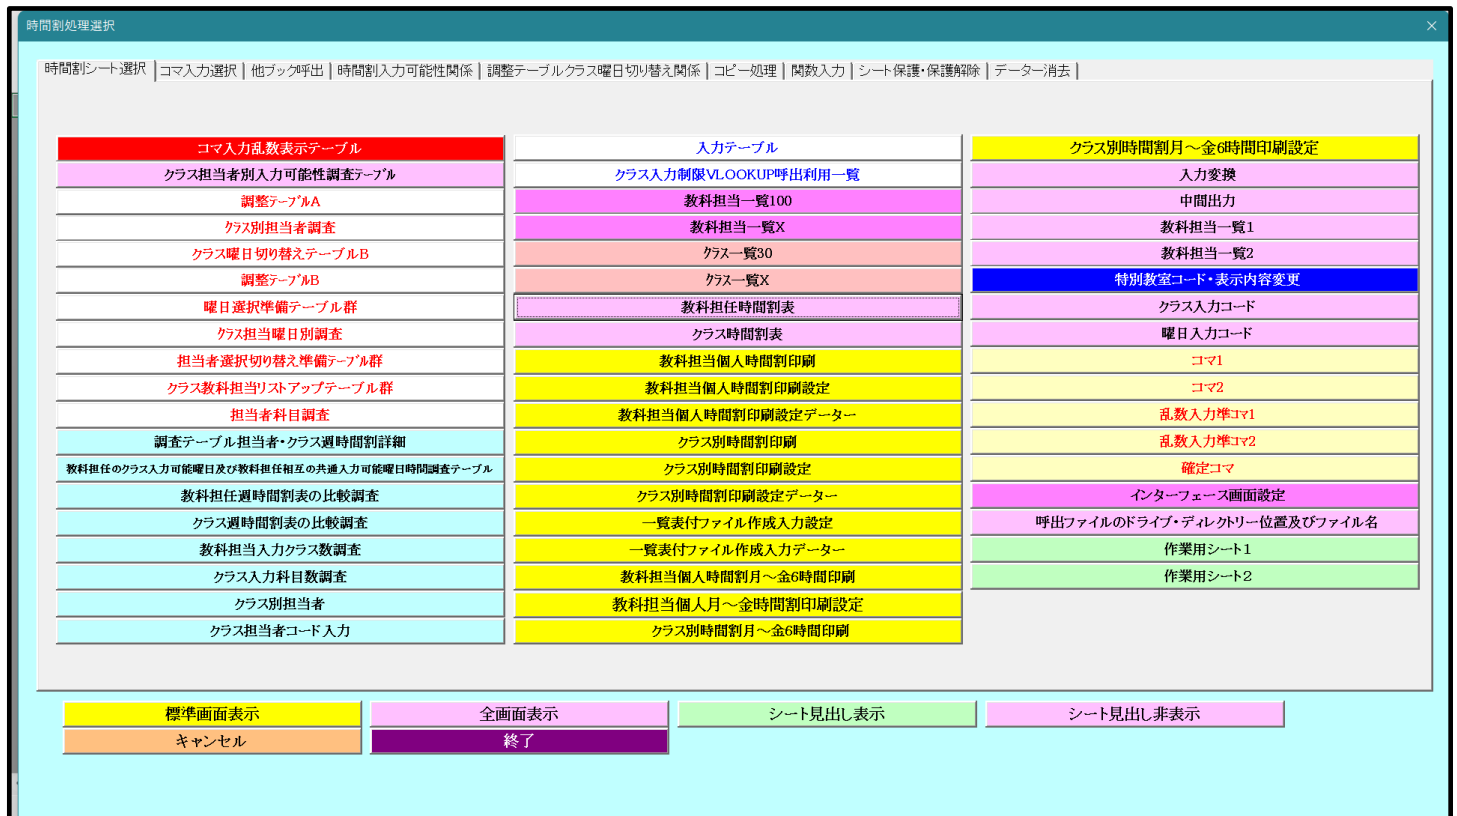 時間割処理選択
時間割シート選択
コマ入力選択
他ブック呼出
時間割入力可能性関係
調整テーブルクラス曜日切り替え関係
コピー処理
関数入力
シート保護・保護解除
データー消去
コマ入力乱数表示テーブル
クラス担当者別入力可能性調査テーブル
調整テーブルA
クラス別担当者調査
クラス曜日切り替えテーブルB
調整テーブルB
曜日選択準備テーブル群
クラス担当曜日別調査
担当者選択切り替え準備テーブル群
クラス教科担当リストアップテーブル群
担当者科目調査
調査テーブル担当者・クラス週時間割詳細
教科担任のクラス入力可能曜日及び教科担任相互の共通入力可能曜日時間調査テーブル
教科担任週時間割表の比較調査
クラス週時間割表の比較調査
教科担当入力クラス数調査
クラス入力科目数調査
クラス別担当者
クラス担当者コード入力
入力テーブル
クラス入力制限VLOOKUP呼出利用一覧
教科担当一覧100
教科担当一覧X
クラス一覧30
クラス一覧X
教科担任時間割表
クラス時間割表
教科担当個人時間割印刷
教科担当個人時間割印刷設定
教科担当個人時間割印刷設定データー
クラス別時間割印刷
クラス別時間割印刷設定
クラス別時間割印刷設定データー
一覧表付ファイル作成入力設定
一覧表付ファイル作成入力データー
教科担当個人時間割月～金6時間印刷
教科担当個人月～金時間割印刷設定
クラス別時間割月～金6時間印刷
クラス別時間割月～金6時間印刷設定
入力変換
中間出力
教科担当一覧1
教科担当一覧2
特別教室コード・表示内容変更
クラス入力コード
曜日入力コード
コマ1
コマ2
乱数入力準コマ1
乱数入力準コマ2
確定コマ
インターフェース画面設定
呼出ファイルのドライブ・ディレクトリー位置及びファイル名
作業用シート1
作業用シート2
標準画面表示
全画面表示
シート見出し表示
シート見出し非表示
キャンセル
終了